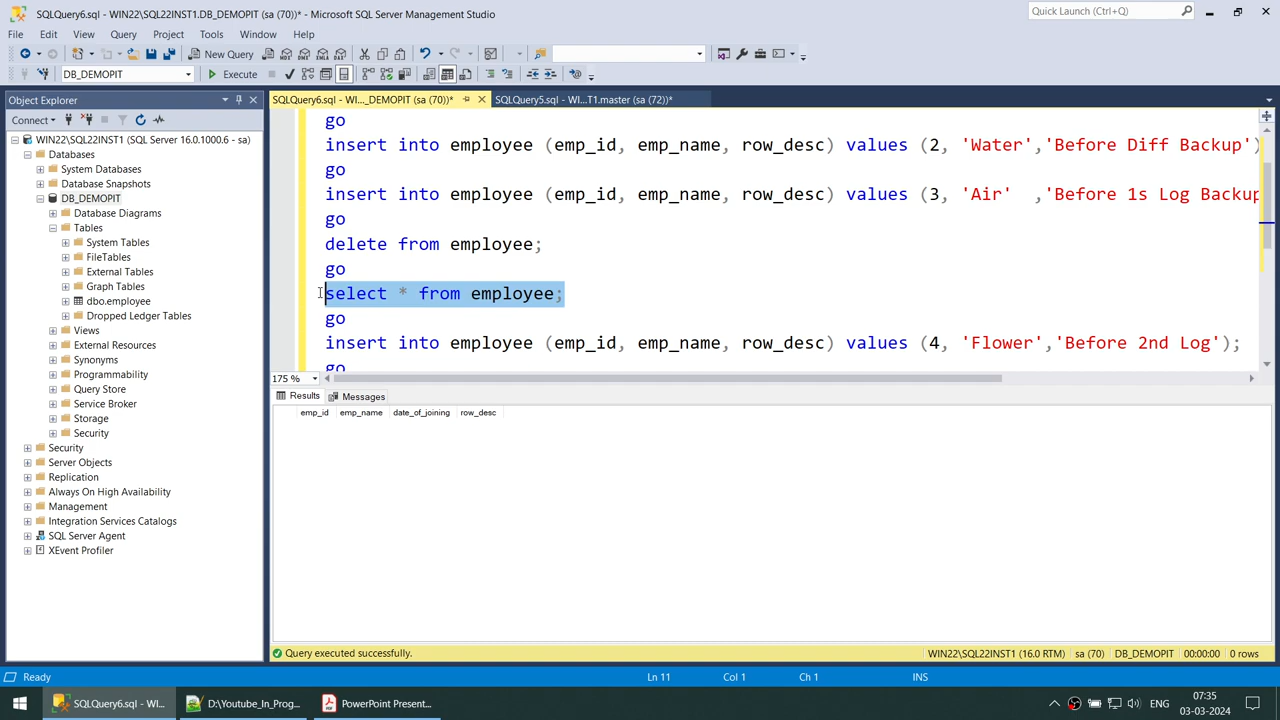 SQLQuery6.sql - WIN22\SQL22INST1.DB_DEMOPIT (sa (70))* - Microsoft SQL Server Management Studio
Quick Launch (Ctrl+Q)
File Edit View Query Project Tools Window Help
New Query
DB_DEMOPIT
Execute
Object Explorer
SQLQuery6.sql - WI..._DEMOPIT (sa (70))*
SQLQuery5.sql - WI...T1.master (sa (72))*
Connect
WIN22\SQL22INST1 (SQL Server 16.0.1000.6 - sa)
Databases
System Databases
Database Snapshots
DB_DEMOPIT
Database Diagrams
Tables
System Tables
FileTables
External Tables
Graph Tables
dbo.employee
Dropped Ledger Tables
Views
External Resources
Synonyms
Programmability
Query Store
Service Broker
Storage
Security
Security
Server Objects
Replication
Always On High Availability
Management
Integration Services Catalogs
SQL Server Agent
XEvent Profiler
go
insert into employee (emp_id, emp_name, row_desc) values (2, 'Water','Before Diff Backup')
go
insert into employee (emp_id, emp_name, row_desc) values (3, 'Air' ,'Before 1s Log Backup
go
delete from employee;
go
select * from employee;
go
insert into employee (emp_id, emp_name, row_desc) values (4, 'Flower','Before 2nd Log');
go
175 %
Results Messages
emp_id emp_name date_of_joining row_desc
Query executed successfully.
WIN22\SQL22INST1 (16.0 RTM) sa (70) DB_DEMOPIT 00:00:00 0 rows
Ready
Ln 11 Col 1 Ch 1 INS
SQLQuery6.sql - WI...
D:\Youtube_In_Prog...
PowerPoint Present...
ENG
07:35
03-03-2024